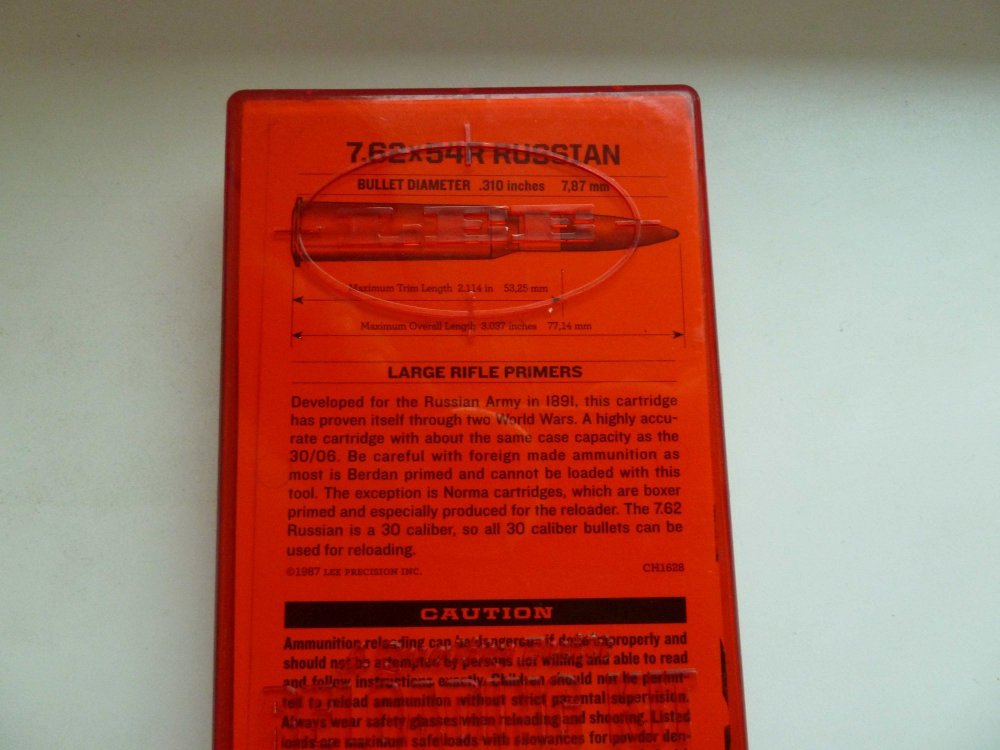 7.62x54R RUSSIAN
BULLET DIAMETER .310 inches 7,87 mm
LEE
Maximum Trim Length 2.114 in 53,25 mm
Maximum Overall Length 3.037 inches 77,14 mm
LARGE RIFLE PRIMERS
Developed for the Russian Army in 1891, this cartridge
has proven itself through two World Wars. A highly accu-
rate cartridge with about the same case capacity as the
30/06. Be careful with foreign made ammunition as
most is Berdan primed and cannot be loaded with this
tool. The exception is Norma cartridges, which are boxer
primed and especially produced for the reloader. The 7.62
Russian is a 30 caliber, so all 30 caliber bullets can be
used for reloading.
©1987 LEE PRECISION INC. CH1628
CAUTION
Ammunition reloading can be dangerous if done improperly and
should not be attempted by persons not willing and able to read
and follow instructions exactly. Children should not be permit-
ted to reload ammunition without strict parental supervision.
Always wear safety glasses when reloading and shooting. Listed
loads are maximum safe loads with allowances for powder den-